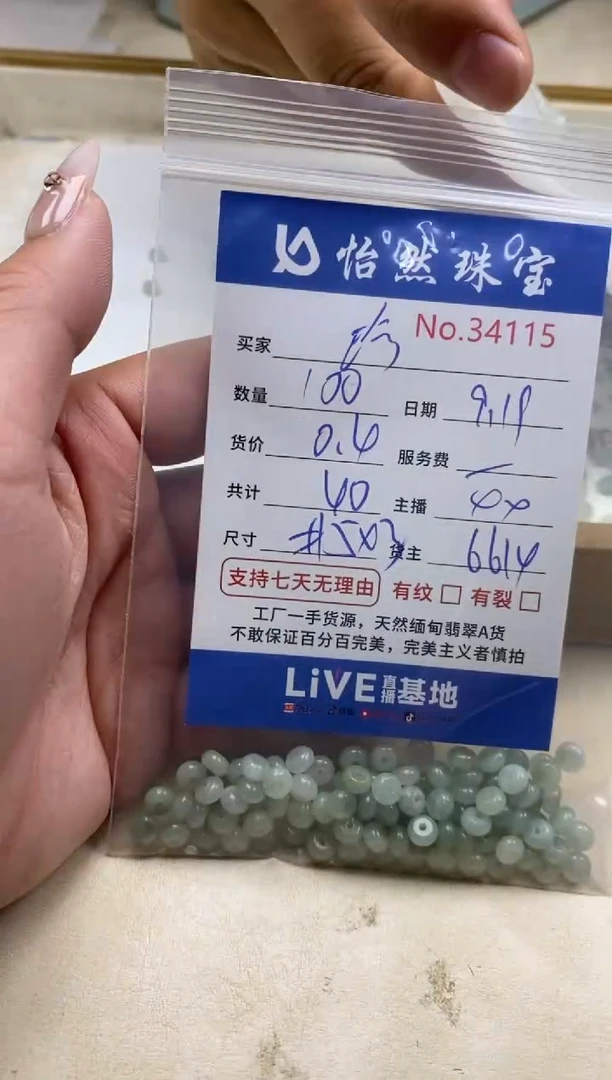 怡然珠宝
No.34115
买家 珍
数量 100 日期 9.19
货价 0.4 服务费 —
共计 40 主播
尺寸 #5x3 货主 6614
支持七天无理由 有纹 □ 有裂 □
工厂一手货源，天然缅甸翡翠A货
不敢保证百分百完美，完美主义者慎拍
LiVE直播基地